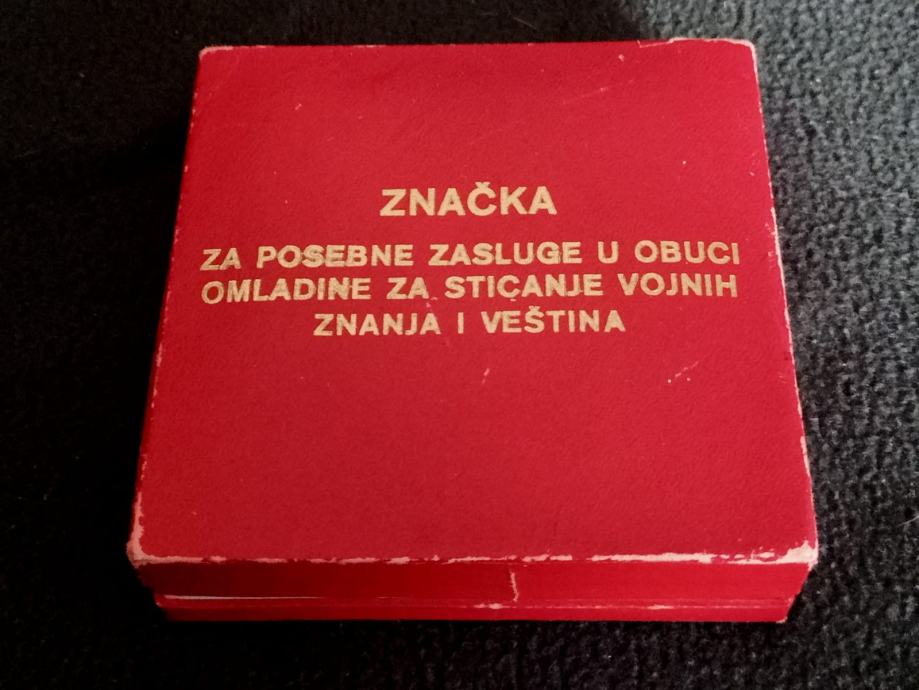 ZNAČKA
ZA POSEBNE ZASLUGE U OBUCI
OMLADINE ZA STICANJE VOJNIH
ZNANJA I VEŠTINA